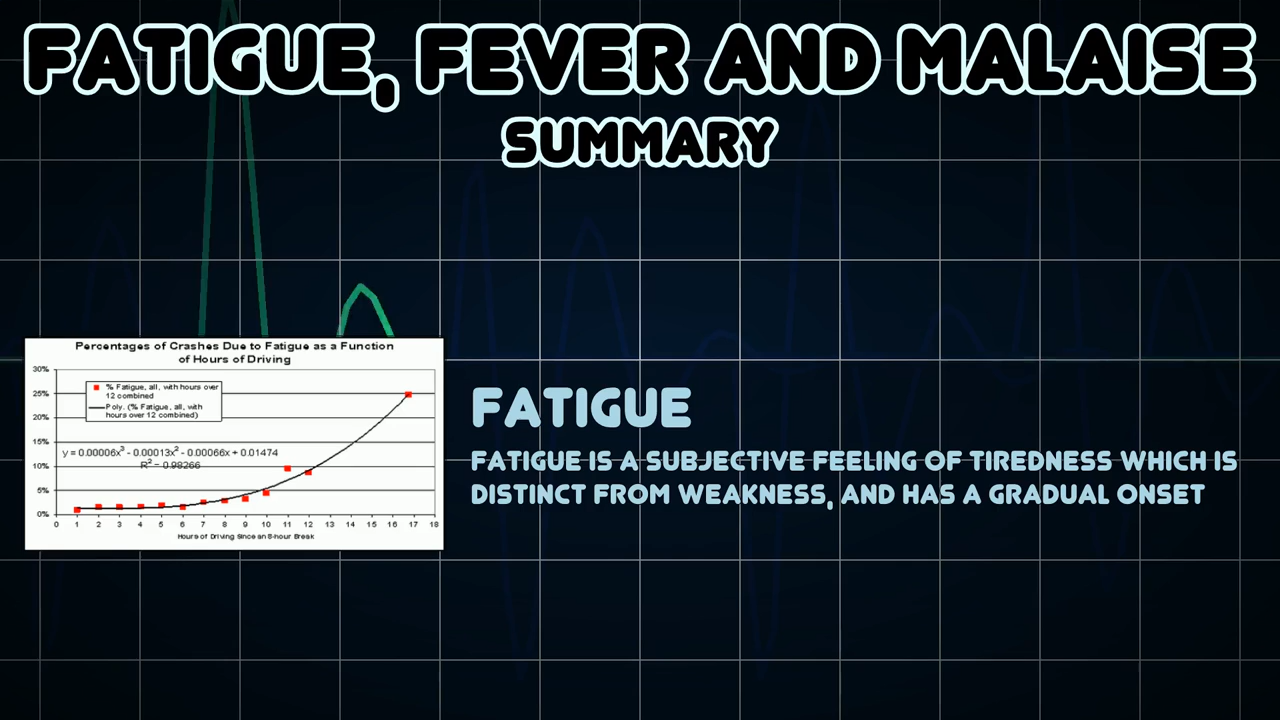 FATIGUE, FEVER AND MALAISE
SUMMARY
Percentages of Crashes Due to Fatigue as a Function
of Hours of Driving
30%
25%
20%
15%
10%
5%
0%
% Fatigue, all, with hours over
12 combined
Poly. (% Fatigue, all, with
hours over 12 combined)
y = 0.00006x³ - 0.00013x² - 0.00066x + 0.01474
R² = 0.98266
0 1 2 3 4 5 6 7 8 9 10 11 12 13 14 15 16 17 18
Hours of Driving Since an 8-hour Break
FATIGUE
FATIGUE IS A SUBJECTIVE FEELING OF TIREDNESS WHICH IS
DISTINCT FROM WEAKNESS, AND HAS A GRADUAL ONSET